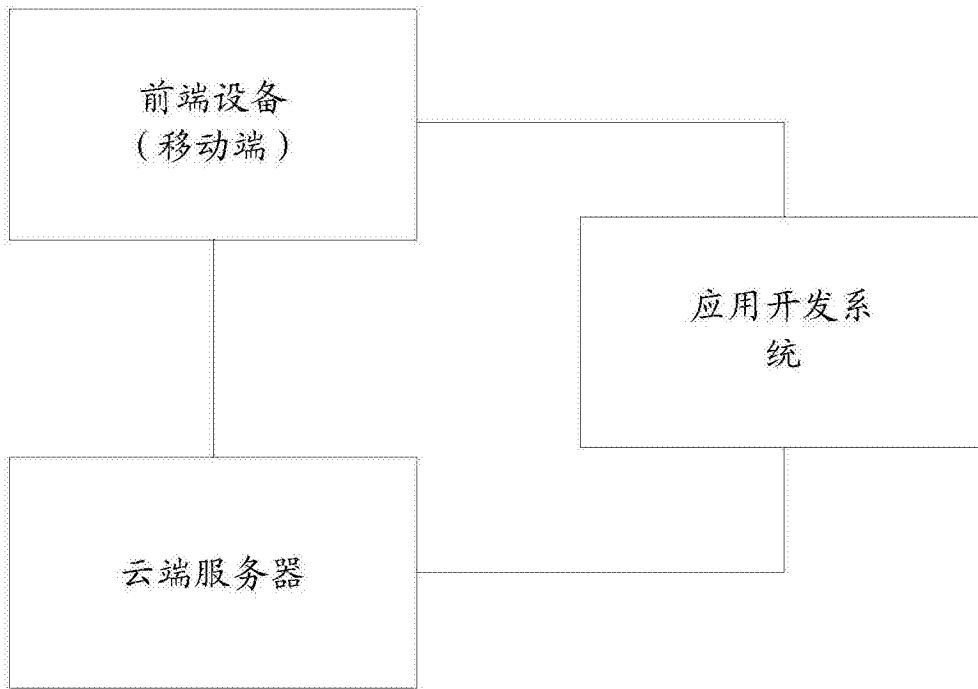 前端设备
(移动端)
应用开发系
统
云端服务器